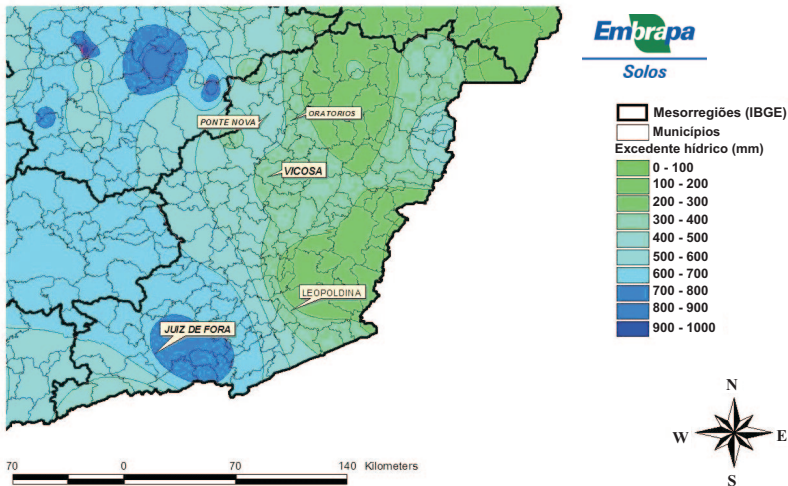 Embrapa
Solos
PONTE NOVA
ORATORIOS
VICOSA
LEOPOLDINA
JUIZ DE FORA
Mesorregiões (IBGE)
Municípios
Excedente hídrico (mm)
0 - 100
100 - 200
200 - 300
300 - 400
400 - 500
500 - 600
600 - 700
700 - 800
800 - 900
900 - 1000
N
W E
S
70 0 70 140 Kilometers